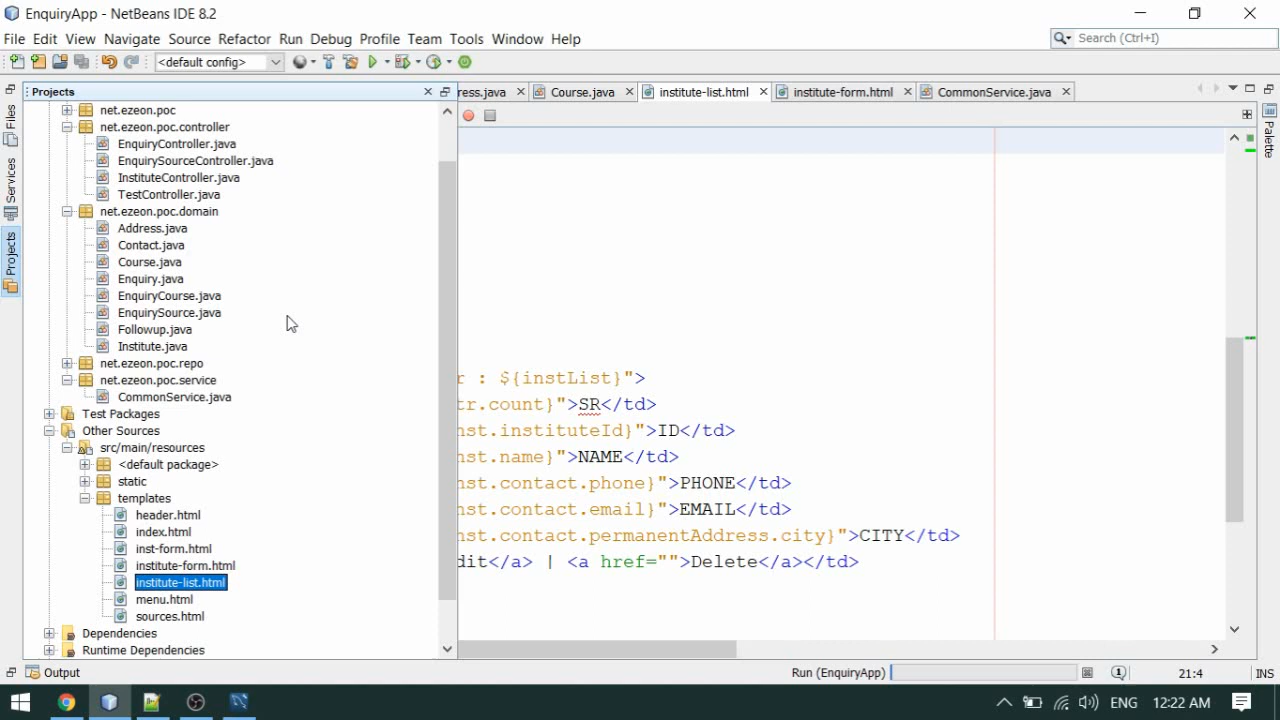 EnquiryApp - NetBeans IDE 8.2
File Edit View Navigate Source Refactor Run Debug Profile Team Tools Window Help
Search (Ctrl+I)
<default config>
Projects
ress.java
Course.java
institute-list.html
institute-form.html
CommonService.java
Files
Services
Projects
Palette
net.ezeon.poc
net.ezeon.poc.controller
EnquiryController.java
EnquirySourceController.java
InstituteController.java
TestController.java
net.ezeon.poc.domain
Address.java
Contact.java
Course.java
Enquiry.java
EnquiryCourse.java
EnquirySource.java
Followup.java
Institute.java
net.ezeon.poc.repo
net.ezeon.poc.service
CommonService.java
Test Packages
Other Sources
src/main/resources
<default package>
static
templates
header.html
index.html
inst-form.html
institute-form.html
institute-list.html
menu.html
sources.html
Dependencies
Runtime Dependencies
r : ${instList}">
tr.count}">SR</td>
nst.instituteId}">ID</td>
nst.name}">NAME</td>
nst.contact.phone}">PHONE</td>
nst.contact.email}">EMAIL</td>
nst.contact.permanentAddress.city}">CITY</td>
dit</a> | <a href="">Delete</a></td>
Output
Run (EnquiryApp)
1
21:4
INS
ENG
12:22 AM